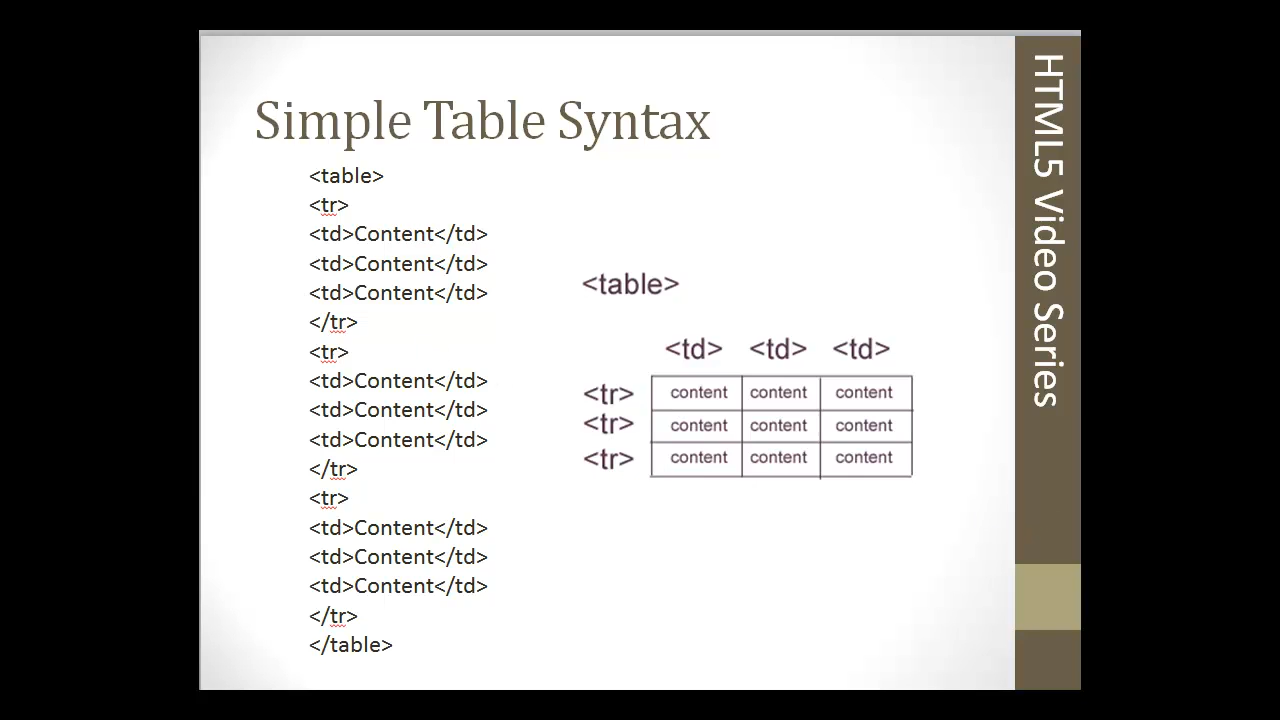 Simple Table Syntax
<table>
<tr>
<td>Content</td>
<td>Content</td>
<td>Content</td>
</tr>
<tr>
<td>Content</td>
<td>Content</td>
<td>Content</td>
</tr>
<tr>
<td>Content</td>
<td>Content</td>
<td>Content</td>
</tr>
</table>
<table>
<td> <td> <td>
<tr> content content content
<tr> content content content
<tr> content content content
HTML5 Video Series